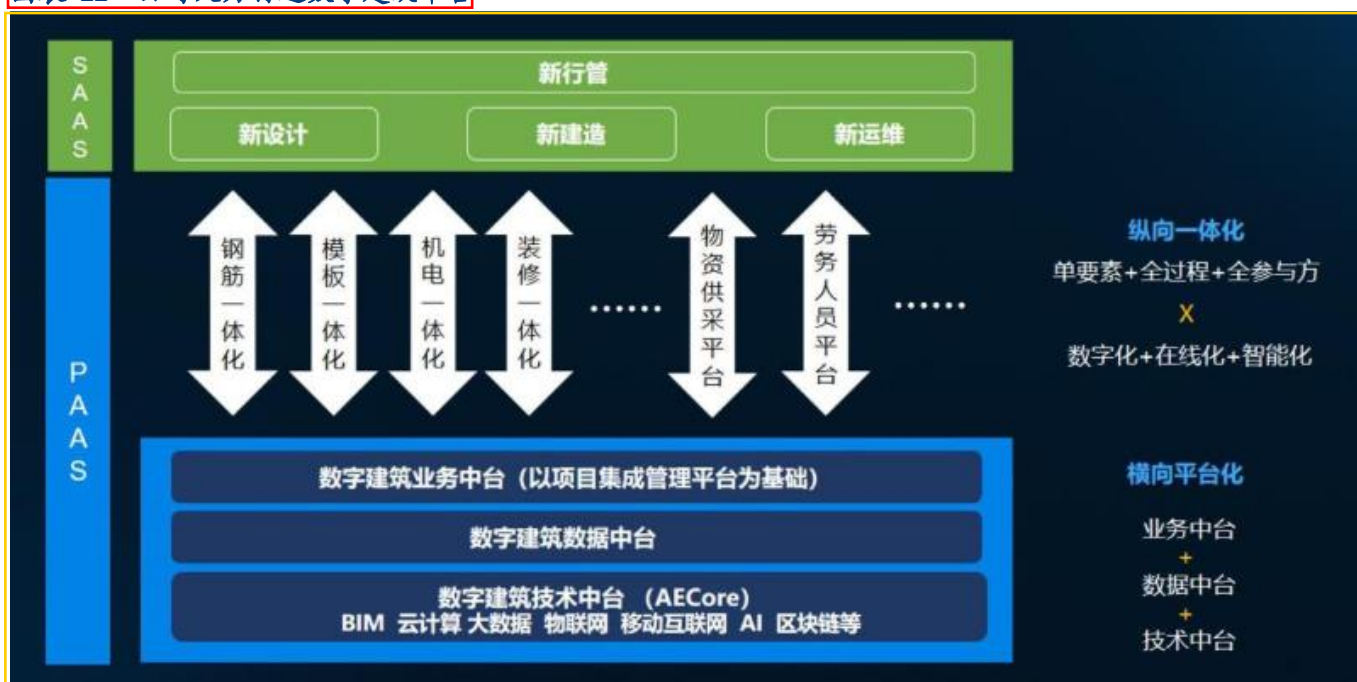 SAAS
新行管
新设计 新建造 新运维
PAAS
钢筋一体化
模板一体化
机电一体化
装修一体化
······
物资供采平台
劳务人员平台
······
纵向一体化
单要素+全过程+全参与方
X
数字化+在线化+智能化
数字建筑业务中台（以项目集成管理平台为基础）
数字建筑数据中台
数字建筑技术中台 （AECore）
BIM 云计算 大数据 物联网 移动互联网 AI 区块链等
横向平台化
业务中台
+
数据中台
+
技术中台